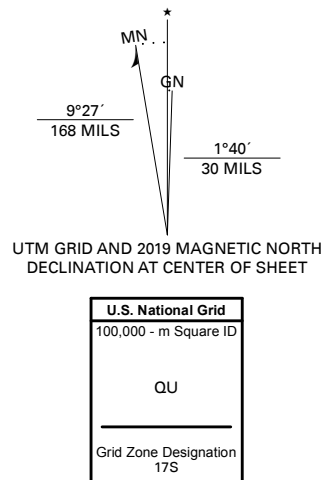 ★
MN
GN
9°27´
168 MILS
1°40´
30 MILS
UTM GRID AND 2019 MAGNETIC NORTH
DECLINATION AT CENTER OF SHEET
U.S. National Grid
100,000 - m Square ID
QU
Grid Zone Designation
17S